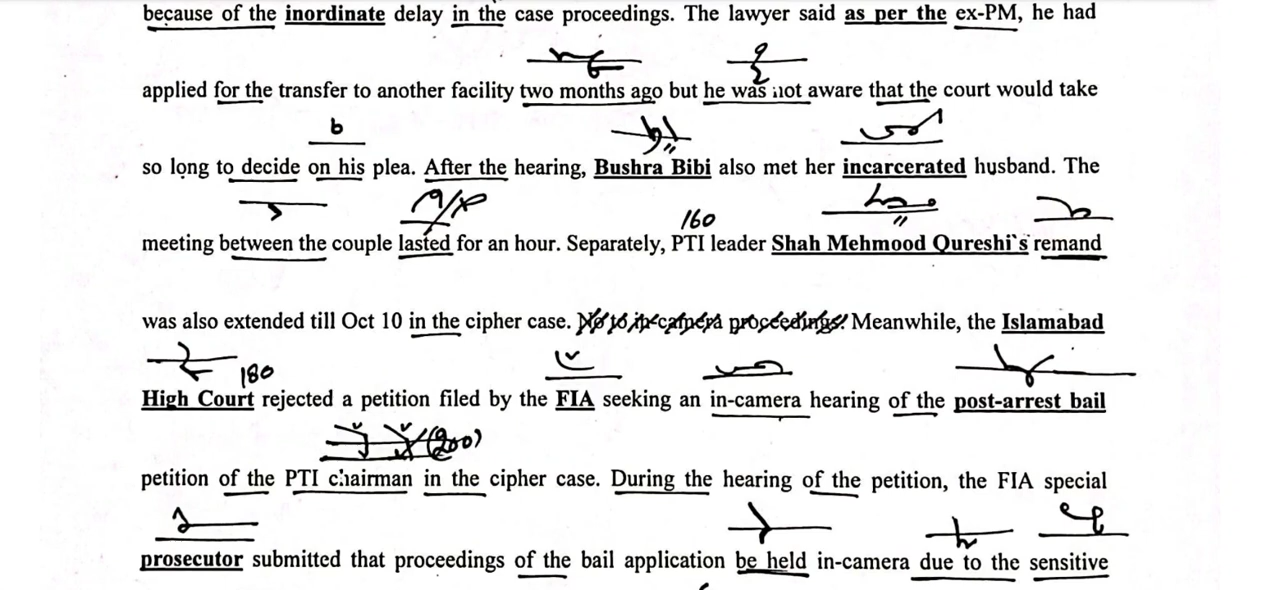 because of the inordinate delay in the case proceedings. The lawyer said as per the ex-PM, he had
applied for the transfer to another facility two months ago but he was not aware that the court would take
so long to decide on his plea. After the hearing, Bushra Bibi also met her incarcerated husband. The
160
meeting between the couple lasted for an hour. Separately, PTI leader Shah Mehmood Qureshi's remand
was also extended till Oct 10 in the cipher case. Meanwhile, the Islamabad
180
High Court rejected a petition filed by the FIA seeking an in-camera hearing of the post-arrest bail
(200)
petition of the PTI chairman in the cipher case. During the hearing of the petition, the FIA special
prosecutor submitted that proceedings of the bail application be held in-camera due to the sensitive